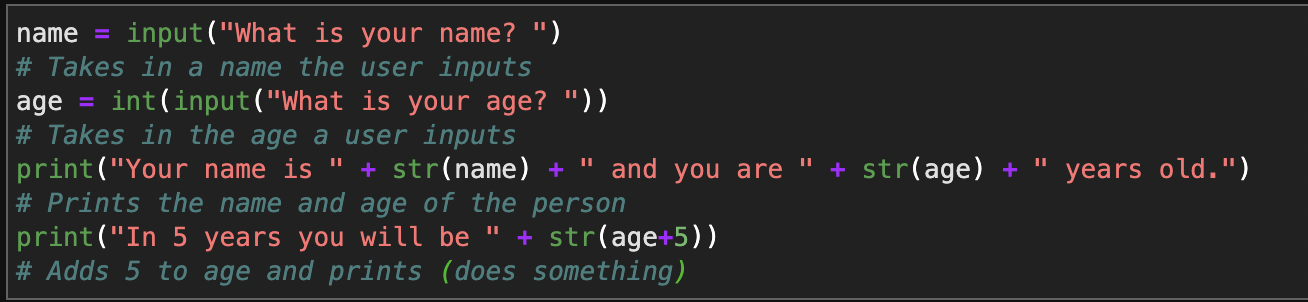 name = input("What is your name? ")
# Takes in a name the user inputs
age = int(input("What is your age? "))
# Takes in the age a user inputs
print("Your name is " + str(name) + " and you are " + str(age) + " years old.")
# Prints the name and age of the person
print("In 5 years you will be " + str(age+5))
# Adds 5 to age and prints (does something)